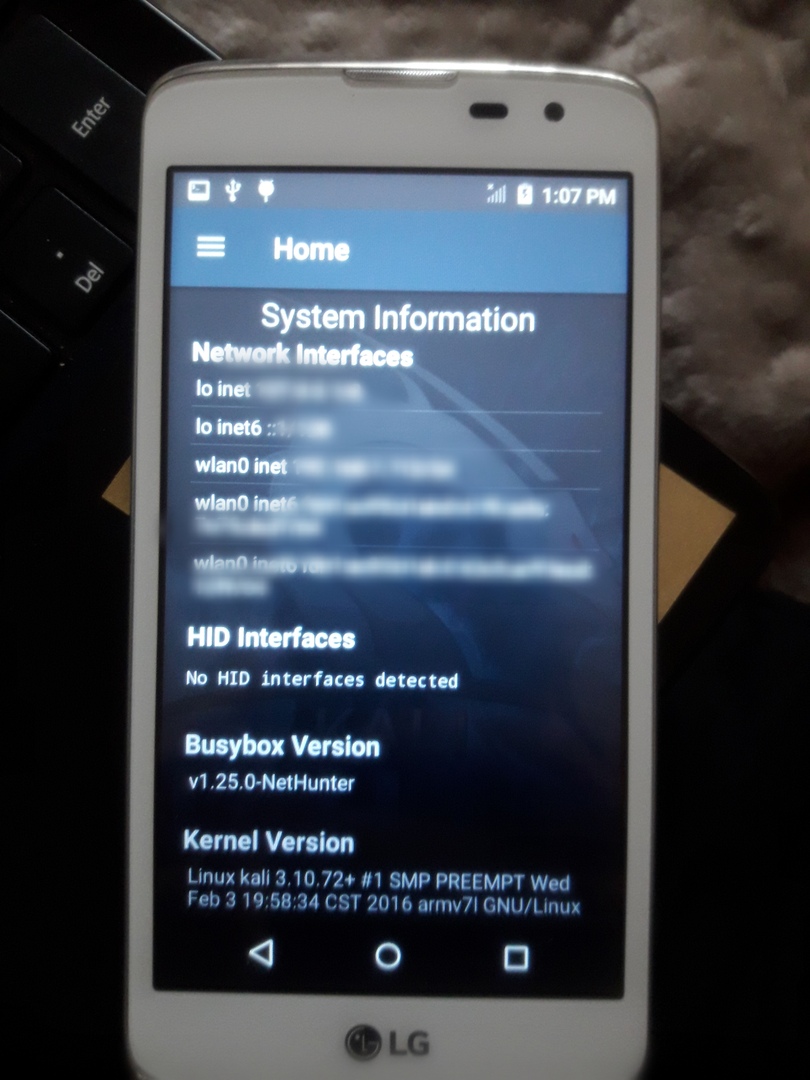 Enter
Del
1:07 PM
Home
System Information
Network Interfaces
lo inet
lo inet6 ::
wlan0 inet
wlan0 inet6
wlan0 inet6
HID Interfaces
No HID interfaces detected
Busybox Version
v1.25.0-NetHunter
Kernel Version
Linux kali 3.10.72+ #1 SMP PREEMPT Wed
Feb 3 19:58:34 CST 2016 armv7l GNU/Linux
LG